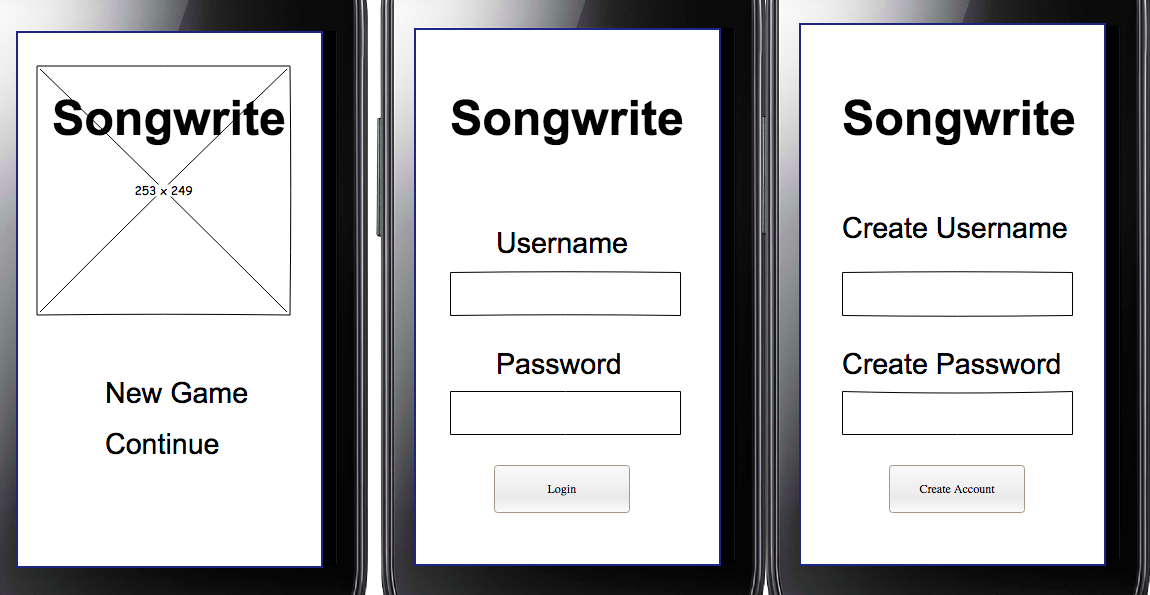 Songwrite
253 x 249
New Game
Continue
Songwrite
Username
Password
Login
Songwrite
Create Username
Create Password
Create Account